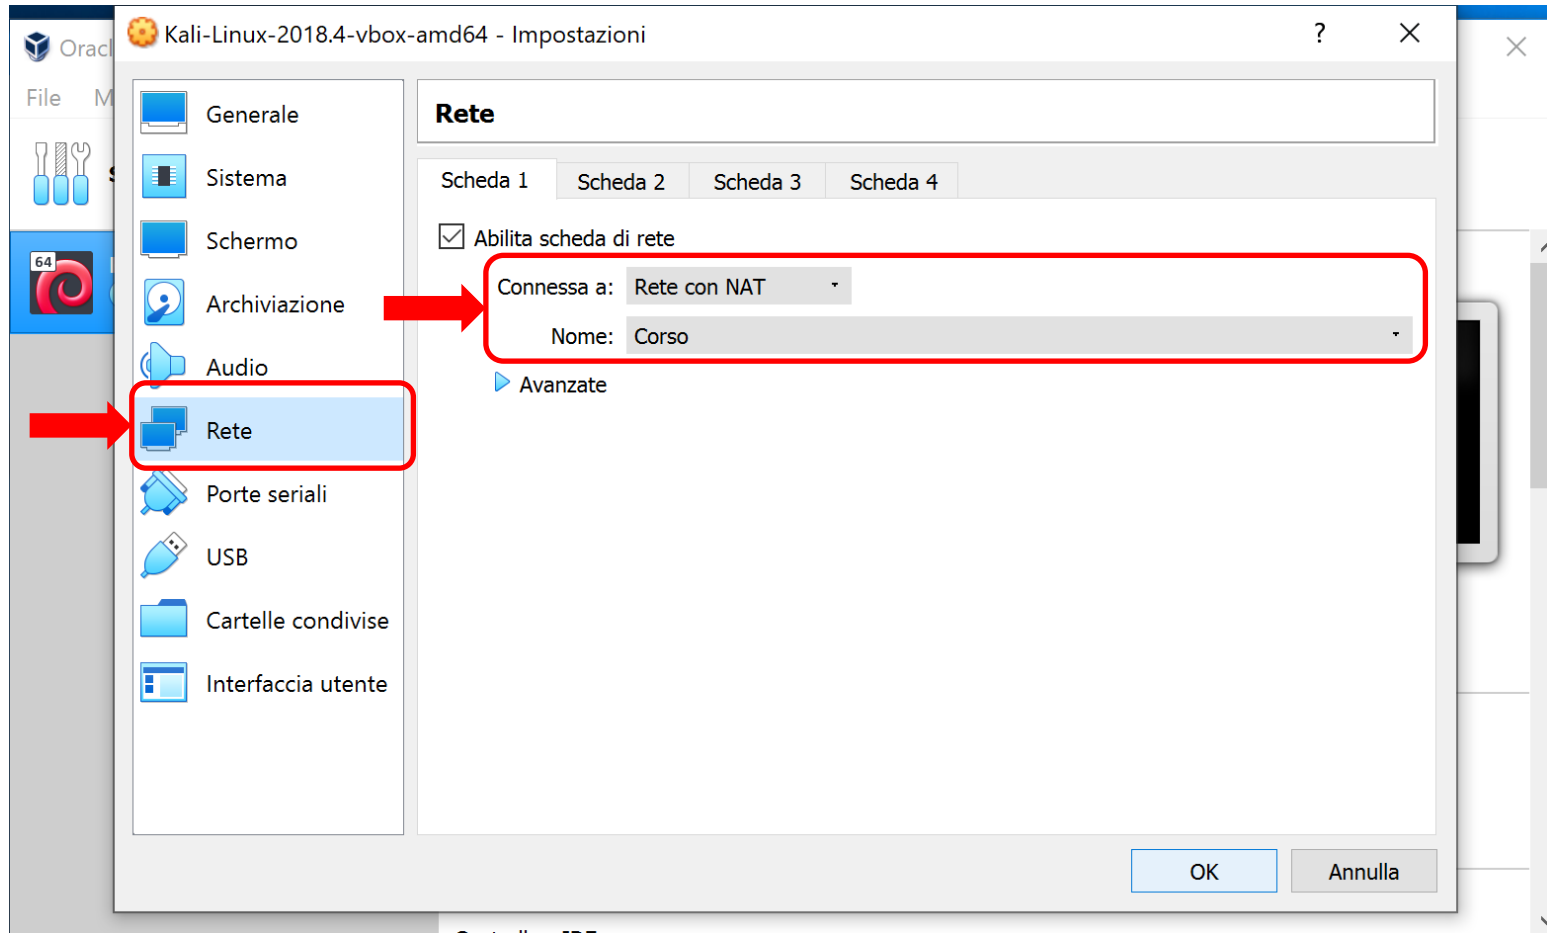 Kali-Linux-2018.4-vbox-amd64 - Impostazioni
?
Oracl
File M
Generale
Sistema
Schermo
Archiviazione
Audio
Rete
Porte seriali
USB
Cartelle condivise
Interfaccia utente
64
Rete
Scheda 1 Scheda 2 Scheda 3 Scheda 4
Abilita scheda di rete
Connessa a: Rete con NAT
Nome: Corso
Avanzate
OK Annulla